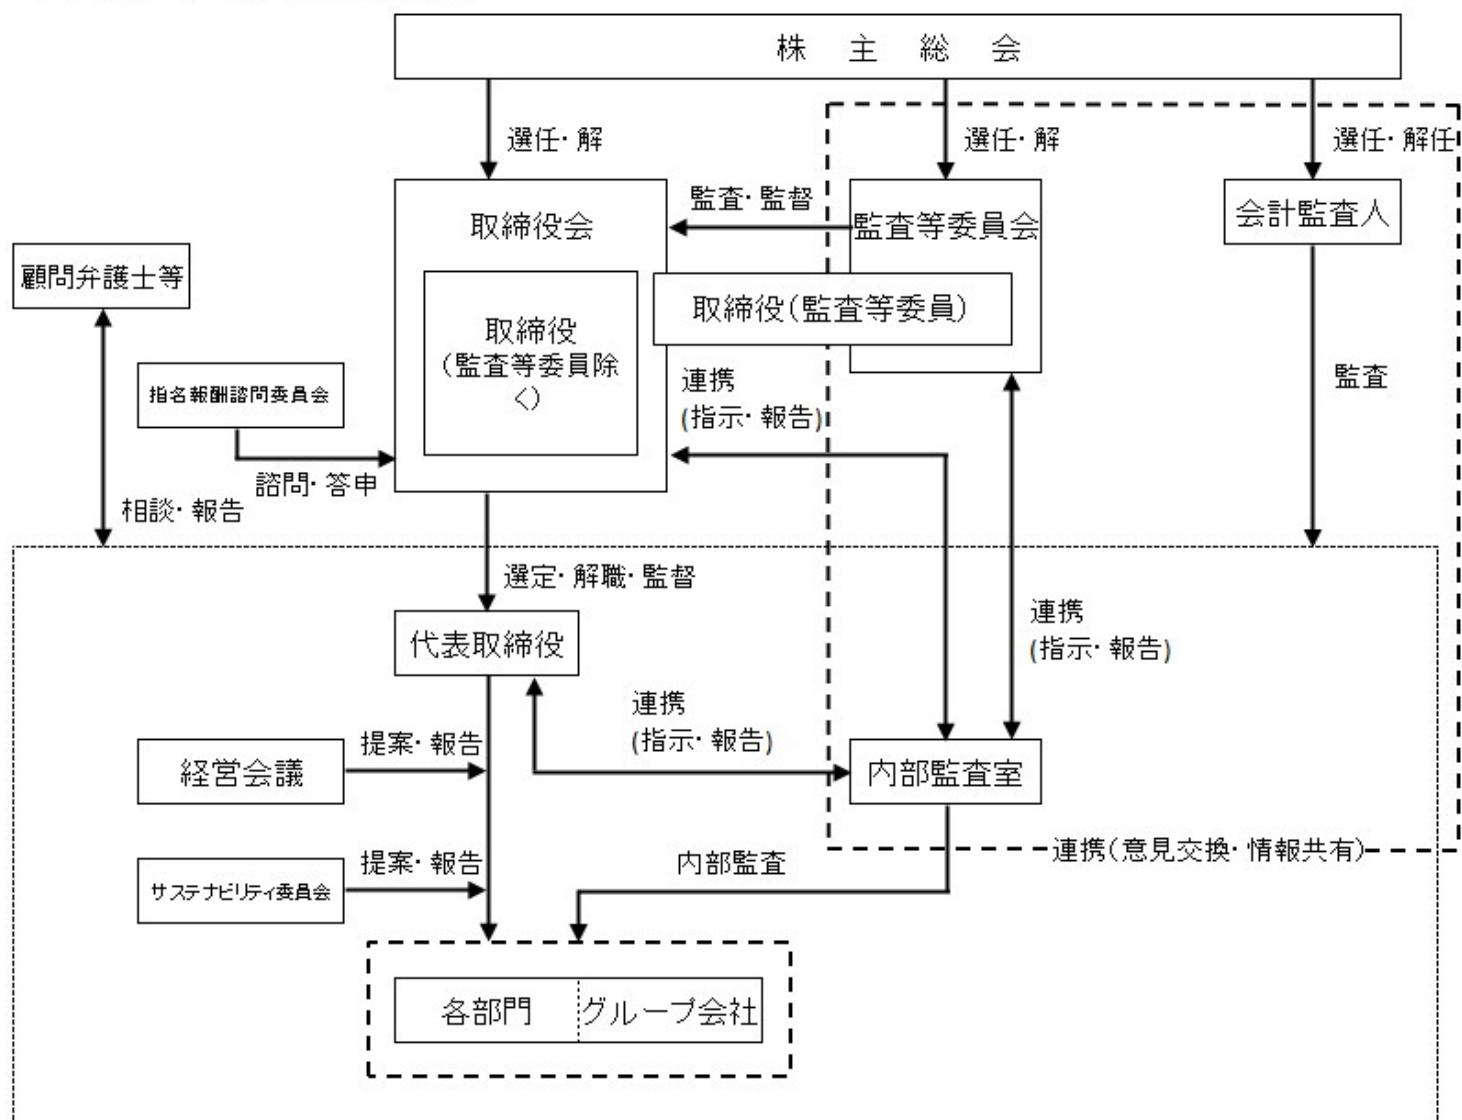 株 主 総 会
選任・解
選任・解
選任・解任
監査・監督
取締役会
監査等委員会
会計監査人
顧問弁護士等
取締役(監査等委員)
取締役
(監査等委員除
く)
連携
(指示・報告)
監査
指名報酬諮問委員会
諮問・答申
相談・報告
選定・解職・監督
代表取締役
連携
(指示・報告)
連携
(指示・報告)
提案・報告
経営会議
内部監査室
連携(意見交換・情報共有)
提案・報告
内部監査
サステナビリティ委員会
各部門
グループ会社